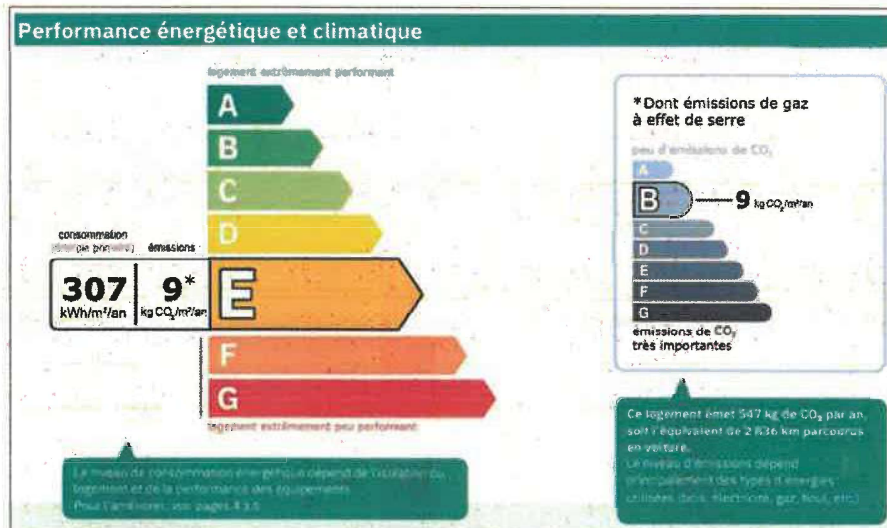 Performance énergétique et climatique
logement extrêmement performant
A
B
C
D
consommation
(énergie primaire)
émissions
307
kWh/m²/an
9*
kg CO₂/m²/an
E
F
G
logement extrêmement peu performant
Le niveau de consommation énergétique dépend de l'isolation du
logement et de la performance des équipements.
Pour l'améliorer, voir pages
*Dont émissions de gaz
à effet de serre
peu d'émissions de CO₂
A
B
9 kg CO₂/m²/an
C
D
E
F
G
émissions de CO₂
très importantes
Ce logement émet 547 kg de CO₂ par an,
soit l'équivalent de 2 836 km parcourus
en voiture.
Le niveau d'émissions dépend
principalement des types d'énergies
utilisées (bois, électricité, gaz, fioul, etc.)